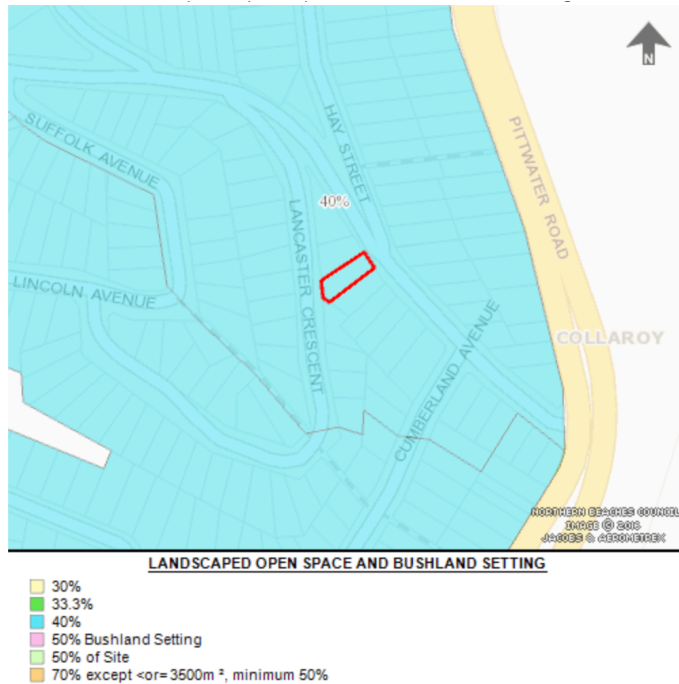 N
SUFFOLK AVENUE
HAY STREET
PITTWATER ROAD
40%
LANCASTER CRESCENT
LINCOLN AVENUE
CUMBERLAND AVENUE
COLLAROY
NORTHERN BEACHES COUNCIL
IMAGE © 2016
JACOBS & AEROMETREX
LANDSCAPED OPEN SPACE AND BUSHLAND SETTING
30%
33.3%
40%
50% Bushland Setting
50% of Site
70% except <or= 3500m ², minimum 50%